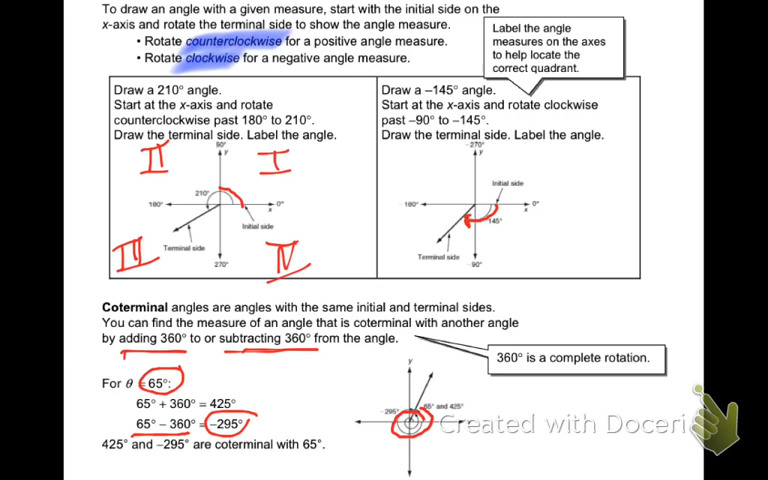 To draw an angle with a given measure, start with the initial side on the
x-axis and rotate the terminal side to show the angle measure.
• Rotate counterclockwise for a positive angle measure.
• Rotate clockwise for a negative angle measure.
Label the angle
measures on the axes
to help locate the
correct quadrant.
Draw a 210° angle.
Start at the x-axis and rotate
counterclockwise past 180° to 210°.
Draw the terminal side. Label the angle.
90°
y
II
I
210°
180°
0°
x
Initial side
Terminal side
III
IV
270°
Draw a −145° angle.
Start at the x-axis and rotate clockwise
past −90° to −145°.
Draw the terminal side. Label the angle.
-270°
y
Initial side
-180°
0°
x
145°
Terminal side
-90°
Coterminal angles are angles with the same initial and terminal sides.
You can find the measure of an angle that is coterminal with another angle
by adding 360° to or subtracting 360° from the angle.
360° is a complete rotation.
For θ = 65°:
65° + 360° = 425°
65° − 360° = −295°
425° and −295° are coterminal with 65°.
y
-295°
65° and 425°
Created with Doceri